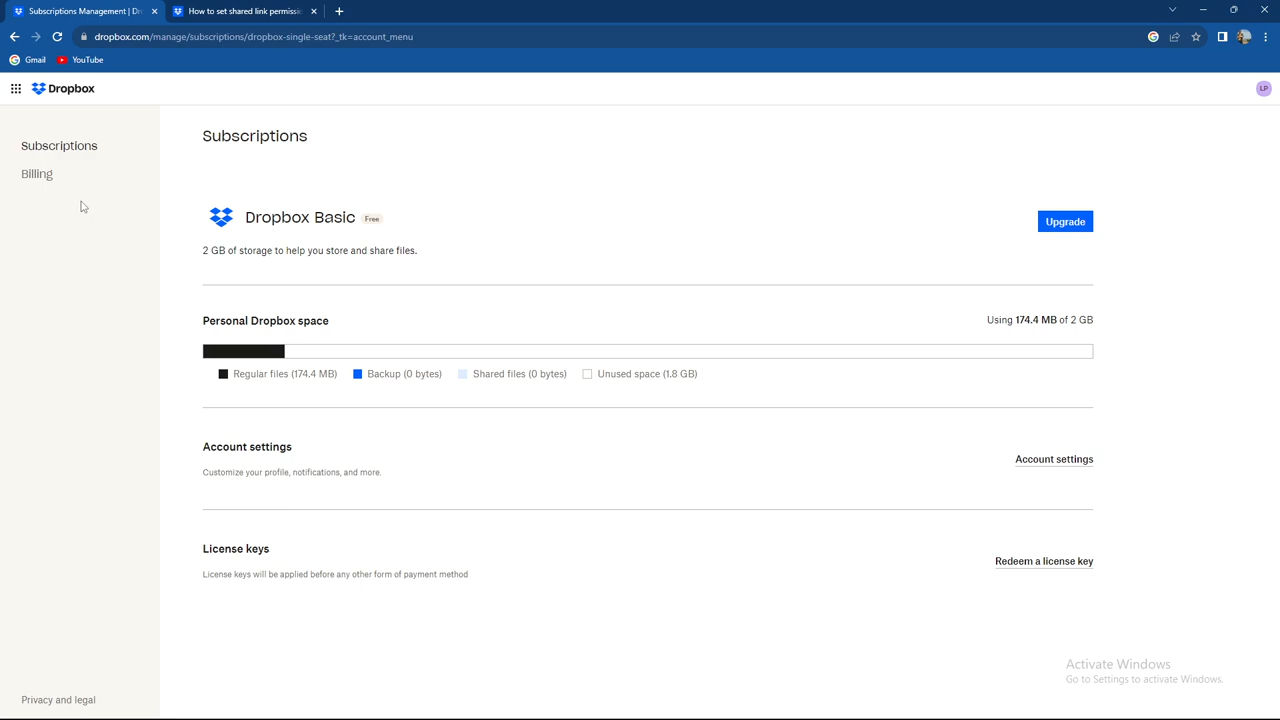 Subscriptions Management | Dr
How to set shared link permissi
dropbox.com/manage/subscriptions/dropbox-single-seat?_tk=account_menu
Gmail
YouTube
Dropbox
LP
Subscriptions
Billing
Subscriptions
Dropbox Basic Free
Upgrade
2 GB of storage to help you store and share files.
Personal Dropbox space
Using 174.4 MB of 2 GB
Regular files (174.4 MB) Backup (0 bytes) Shared files (0 bytes) Unused space (1.8 GB)
Account settings
Customize your profile, notifications, and more.
Account settings
License keys
License keys will be applied before any other form of payment method
Redeem a license key
Activate Windows
Go to Settings to activate Windows.
Privacy and legal